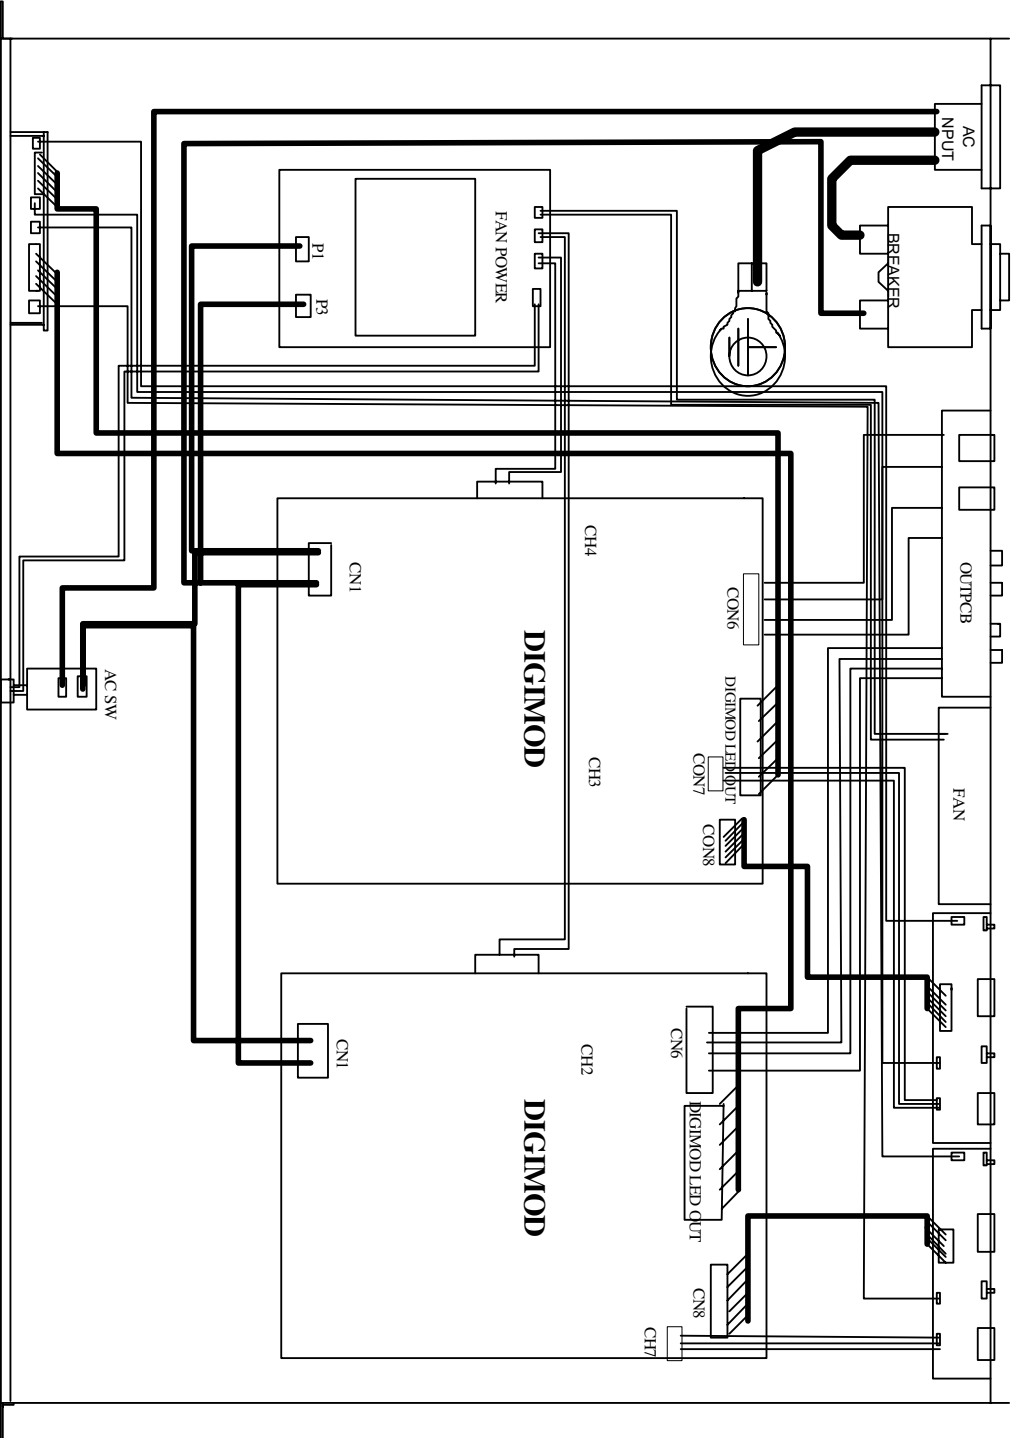 AC
NPUT
BREAKER
FAN POWER
P1
P3
CH4
CN1
CON6
OUTPCB
DIGIMOD
AC SW
DIGIMOD LED OUT
CH3
CON7
FAN
CON8
CN1
CH2
CN6
DIGIMOD
DIGIMOD LED OUT
CN8
CH7